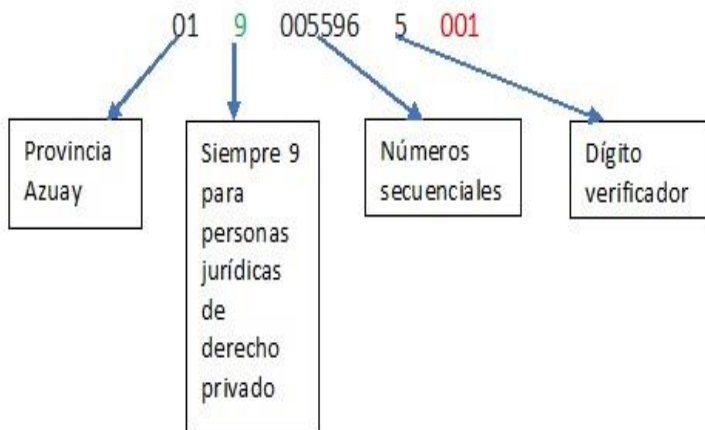 01 9 005596 5 001
Provincia
Azuay
Siempre 9
para
personas
jurídicas
de
derecho
privado
Números
secuenciales
Dígito
verificador